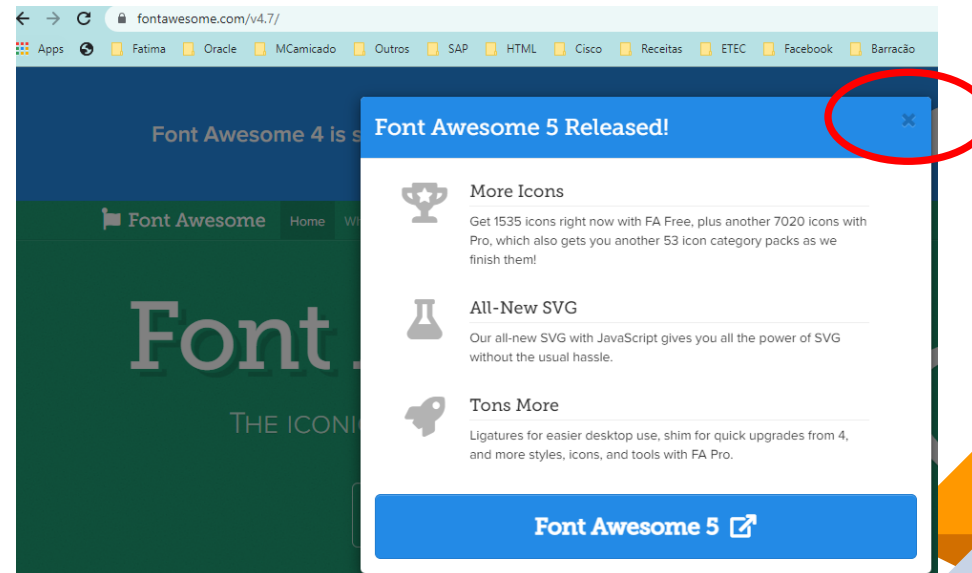 fontawesome.com/v4.7/
Apps Fatima Oracle MCamicado Outros SAP HTML Cisco Receitas ETEC Facebook Barracão
Font Awesome 4 is s
Font Awesome 5 Released!
Font Awesome Home Wh
More Icons
Get 1535 icons right now with FA Free, plus another 7020 icons with
Pro, which also gets you another 53 icon category packs as we
finish them!
Font
THE ICONI
All-New SVG
Our all-new SVG with JavaScript gives you all the power of SVG
without the usual hassle.
Tons More
Ligatures for easier desktop use, shim for quick upgrades from 4,
and more styles, icons, and tools with FA Pro.
Font Awesome 5